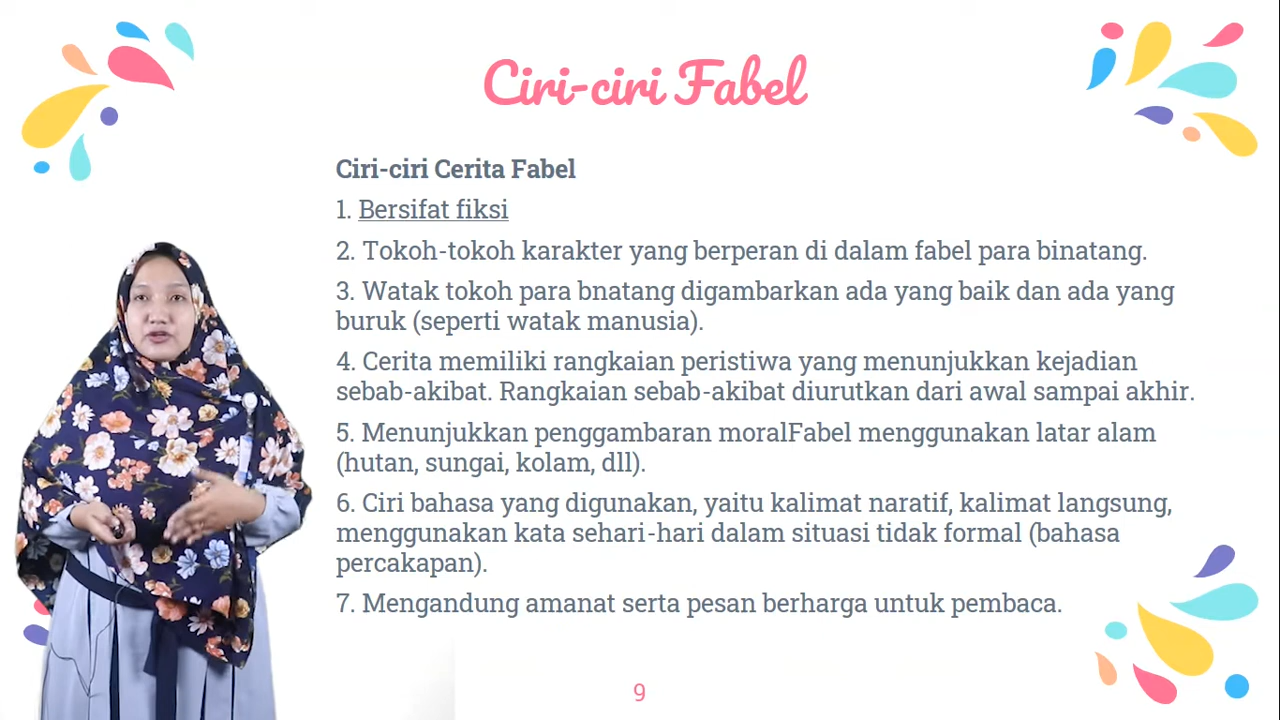 Ciri-ciri Fabel
Ciri-ciri Cerita Fabel
1. Bersifat fiksi
2. Tokoh-tokoh karakter yang berperan di dalam fabel para binatang.
3. Watak tokoh para bnatang digambarkan ada yang baik dan ada yang
buruk (seperti watak manusia).
4. Cerita memiliki rangkaian peristiwa yang menunjukkan kejadian
sebab-akibat. Rangkaian sebab-akibat diurutkan dari awal sampai akhir.
5. Menunjukkan penggambaran moralFabel menggunakan latar alam
(hutan, sungai, kolam, dll).
6. Ciri bahasa yang digunakan, yaitu kalimat naratif, kalimat langsung,
menggunakan kata sehari-hari dalam situasi tidak formal (bahasa
percakapan).
7. Mengandung amanat serta pesan berharga untuk pembaca.
9